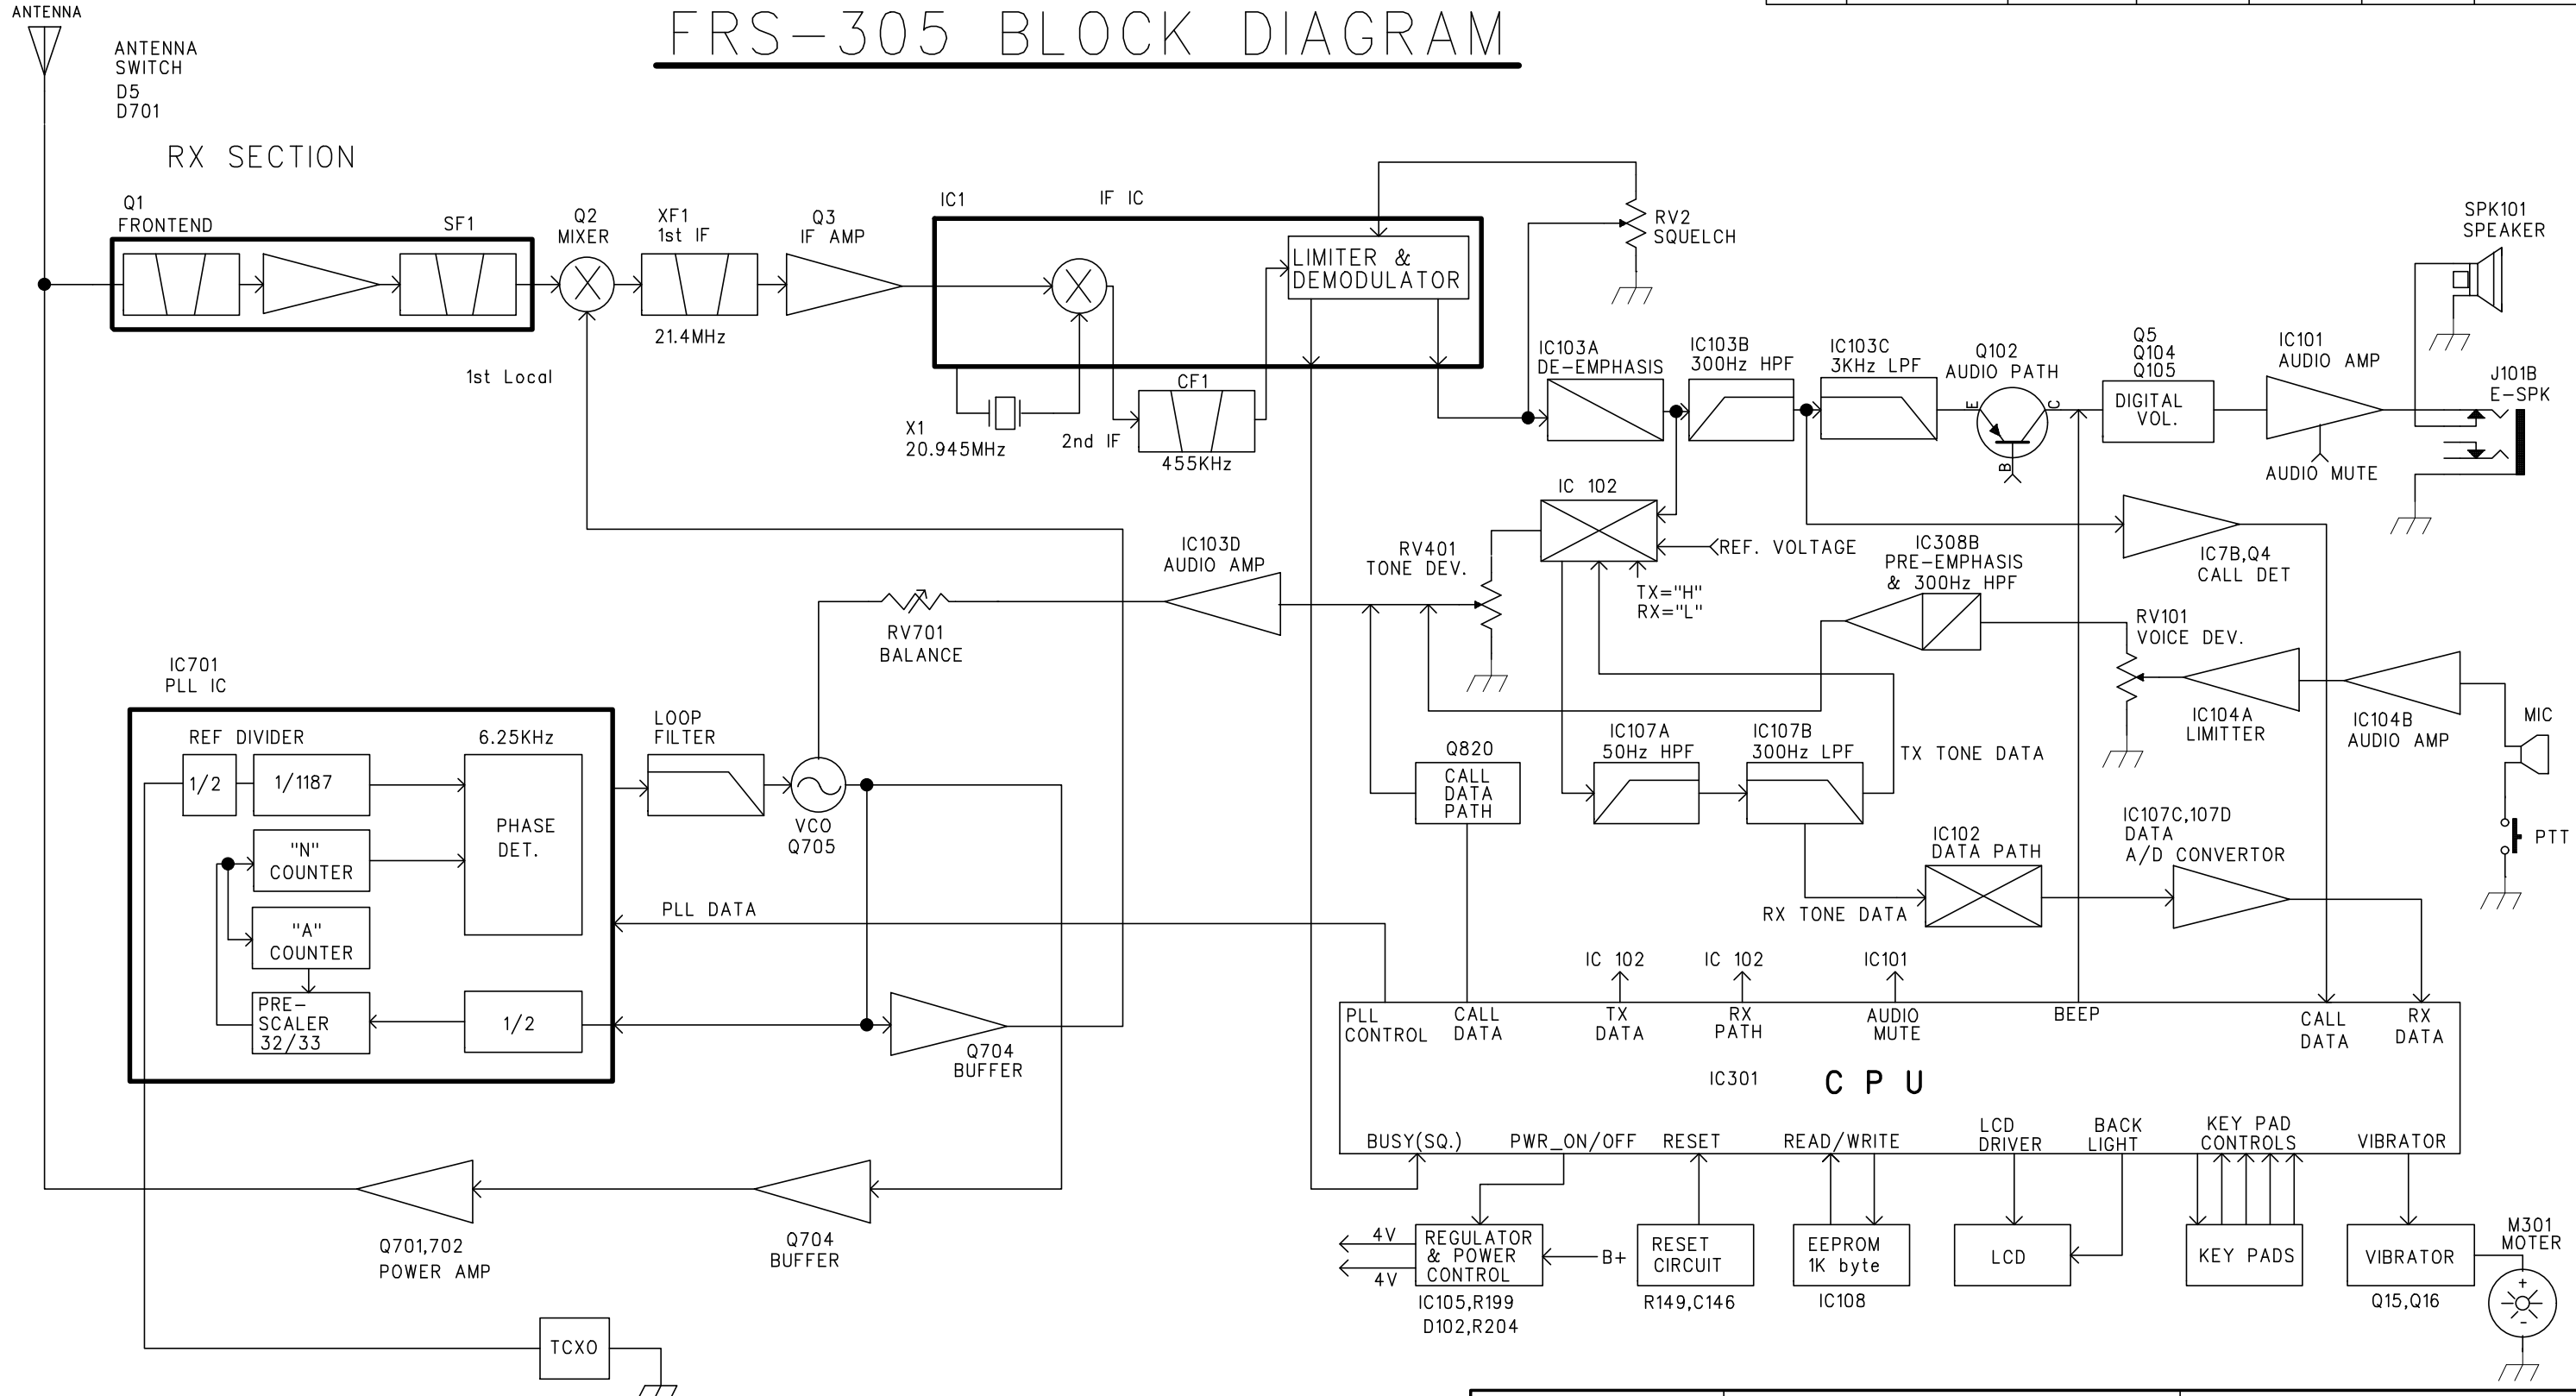 ANTENNA
FRS-305 BLOCK DIAGRAM
ANTENNA
SWITCH
D5
D701
RX SECTION
Q1
FRONTEND
SF1
Q2
MIXER
XF1
1st IF
21.4MHz
Q3
IF AMP
IC1
IF IC
LIMITER &
DEMODULATOR
RV2
SQUELCH
SPK101
SPEAKER
1st Local
X1
20.945MHz
2nd IF
CF1
455KHz
IC103A
DE-EMPHASIS
IC103B
300Hz HPF
IC103C
3KHz LPF
Q102
AUDIO PATH
E
C
B
Q5
Q104
Q105
DIGITAL
VOL.
IC101
AUDIO AMP
AUDIO MUTE
J101B
E-SPK
IC 102
REF. VOLTAGE
TX="H"
RX="L"
RV401
TONE DEV.
IC103D
AUDIO AMP
RV701
BALANCE
IC308B
PRE-EMPHASIS
& 300Hz HPF
IC7B,Q4
CALL DET
RV101
VOICE DEV.
IC104A
LIMITTER
IC104B
AUDIO AMP
MIC
PTT
IC701
PLL IC
REF DIVIDER
6.25KHz
1/2
1/1187
"N"
COUNTER
"A"
COUNTER
PHASE
DET.
PRE-
SCALER
32/33
1/2
LOOP
FILTER
VCO
Q705
PLL DATA
Q704
BUFFER
Q820
CALL
DATA
PATH
IC107A
50Hz HPF
IC107B
300Hz LPF
TX TONE DATA
RX TONE DATA
IC102
DATA PATH
IC107C,107D
DATA
A/D CONVERTOR
IC 102
IC 102
IC101
PLL
CONTROL
CALL
DATA
TX
DATA
RX
PATH
AUDIO
MUTE
BEEP
CALL
DATA
RX
DATA
IC301
CPU
BUSY(SQ.)
PWR_ON/OFF
RESET
READ/WRITE
LCD
DRIVER
BACK
LIGHT
KEY PAD
CONTROLS
VIBRATOR
Q701,702
POWER AMP
Q704
BUFFER
4V
4V
REGULATOR
& POWER
CONTROL
B+
IC105,R199
D102,R204
RESET
CIRCUIT
R149,C146
EEPROM
1K byte
IC108
LCD
KEY PADS
VIBRATOR
Q15,Q16
M301
MOTER
+
-
TCXO